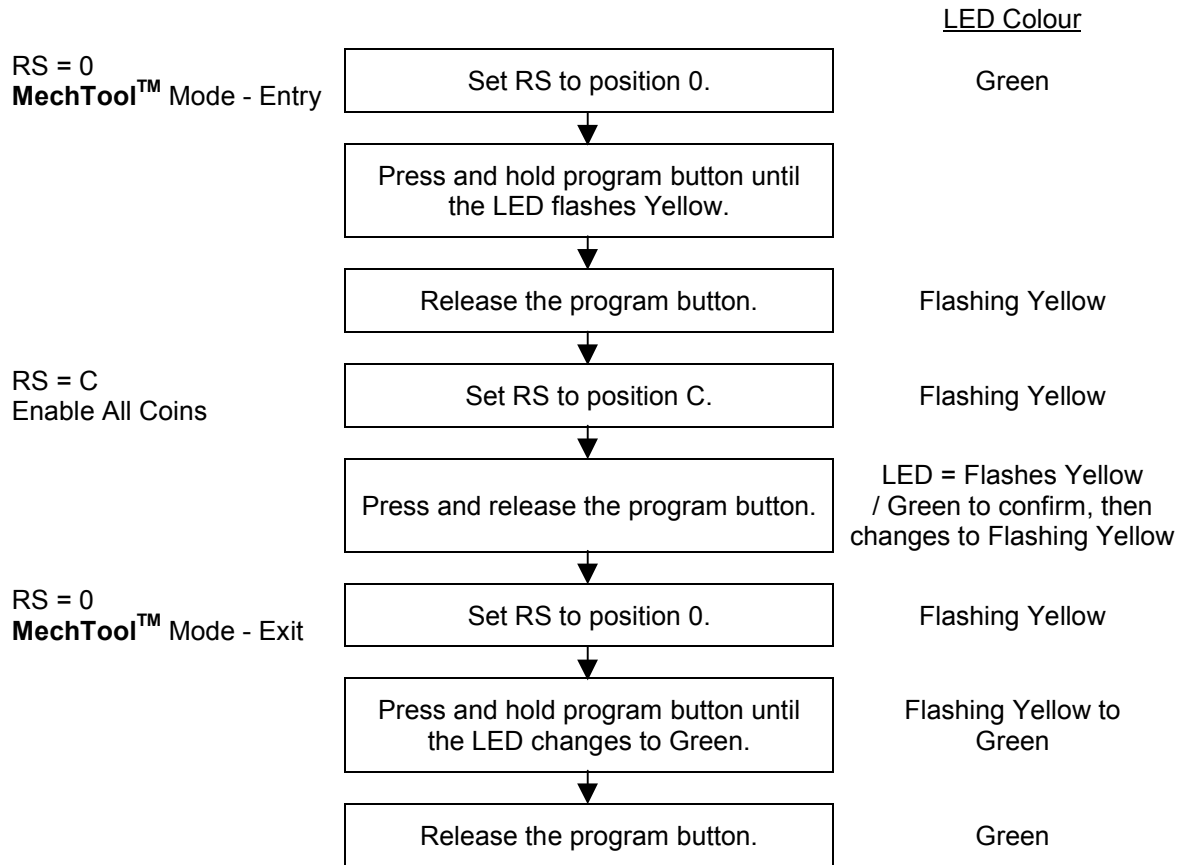 LED Colour
RS = 0
MechTool™ Mode - Entry
Set RS to position 0.
Green
Press and hold program button until
the LED flashes Yellow.
Release the program button.
Flashing Yellow
RS = C
Enable All Coins
Set RS to position C.
Flashing Yellow
Press and release the program button.
LED = Flashes Yellow
/ Green to confirm, then
changes to Flashing Yellow
RS = 0
MechTool™ Mode - Exit
Set RS to position 0.
Flashing Yellow
Press and hold program button until
the LED changes to Green.
Flashing Yellow to
Green
Release the program button.
Green